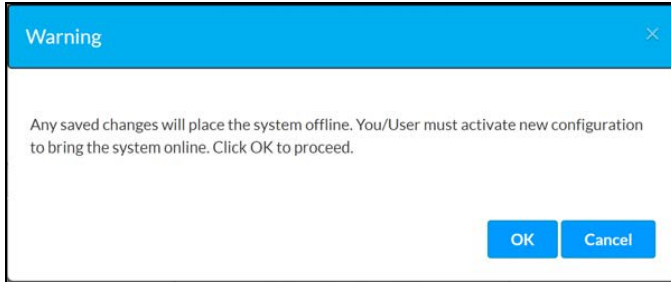 Warning
Any saved changes will place the system offline. You/User must activate new configuration
to bring the system online. Click OK to proceed.
OK Cancel